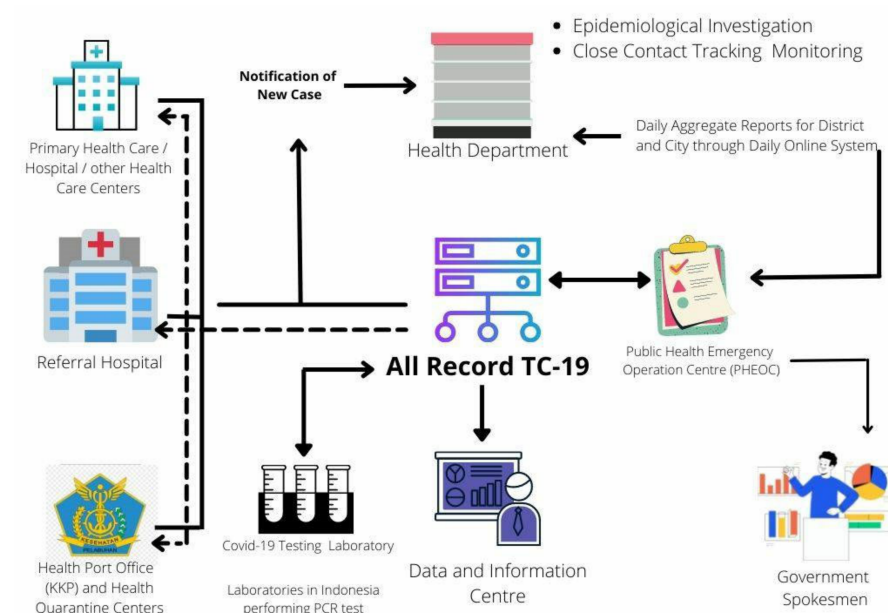 • Epidemiological Investigation
• Close Contact Tracking Monitoring
Notification of
New Case
Health Department
Daily Aggregate Reports for District
and City through Daily Online System
Primary Health Care /
Hospital / other Health
Care Centers
Referral Hospital
All Record TC-19
Public Health Emergency
Operation Centre (PHEOC)
KESEHATAN
PELABUHAN
Health Port Office
(KKP) and Health
Quarantine Centers
Covid-19 Testing Laboratory
Laboratories in Indonesia
performing PCR test
Data and Information
Centre
Government
Spokesmen